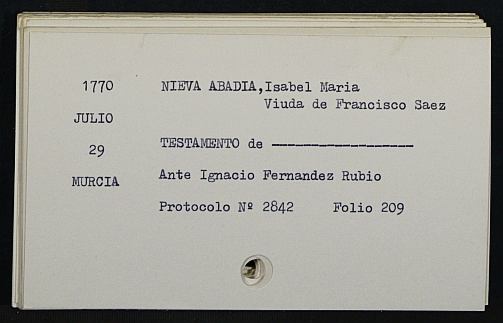 1770 NIEVA ABADIA,Isabel Maria
Viuda de Francisco Saez
JULIO
29 TESTAMENTO de ------------------
MURCIA Ante Ignacio Fernandez Rubio
Protocolo Nº 2842 Folio 209